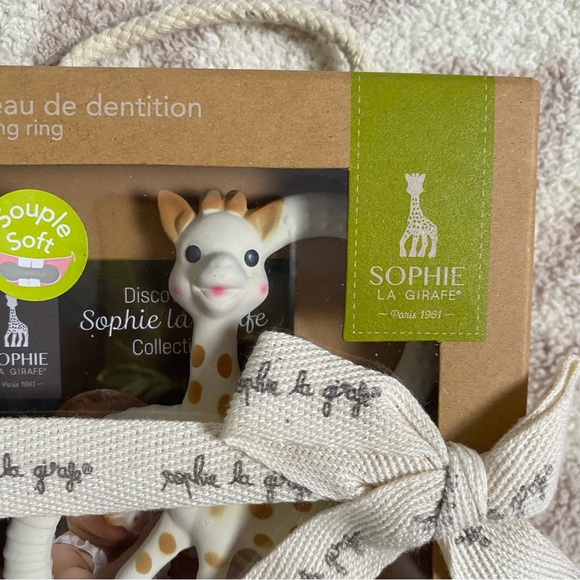 eau de dentition
ng ring
Souple
Soft
SOPHIE
LA GIRAFE®
Paris 1961
Disco
Sophie la fe
Collecti
SOPHIE
LA GIRAFE®
Paris 1961
sophie la girafe
la girafe®
sophie la girafe®